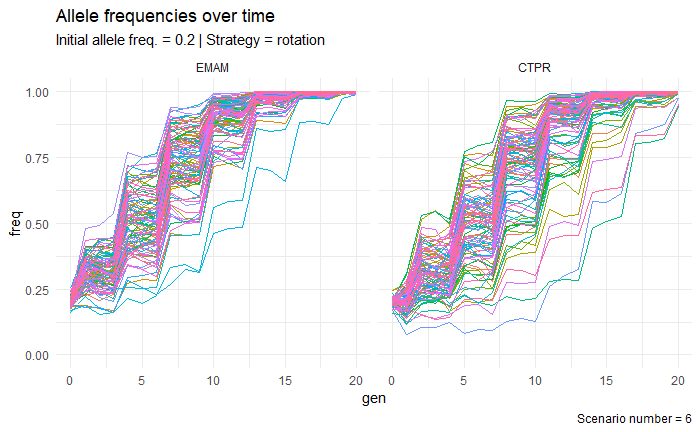 Allele frequencies over time
Initial allele freq. = 0.2 | Strategy = rotation
EMAM
CTPR
1.00
0.75
0.50
0.25
0.00
freq
0 5 10 15 20
0 5 10 15 20
gen
Scenario number = 6